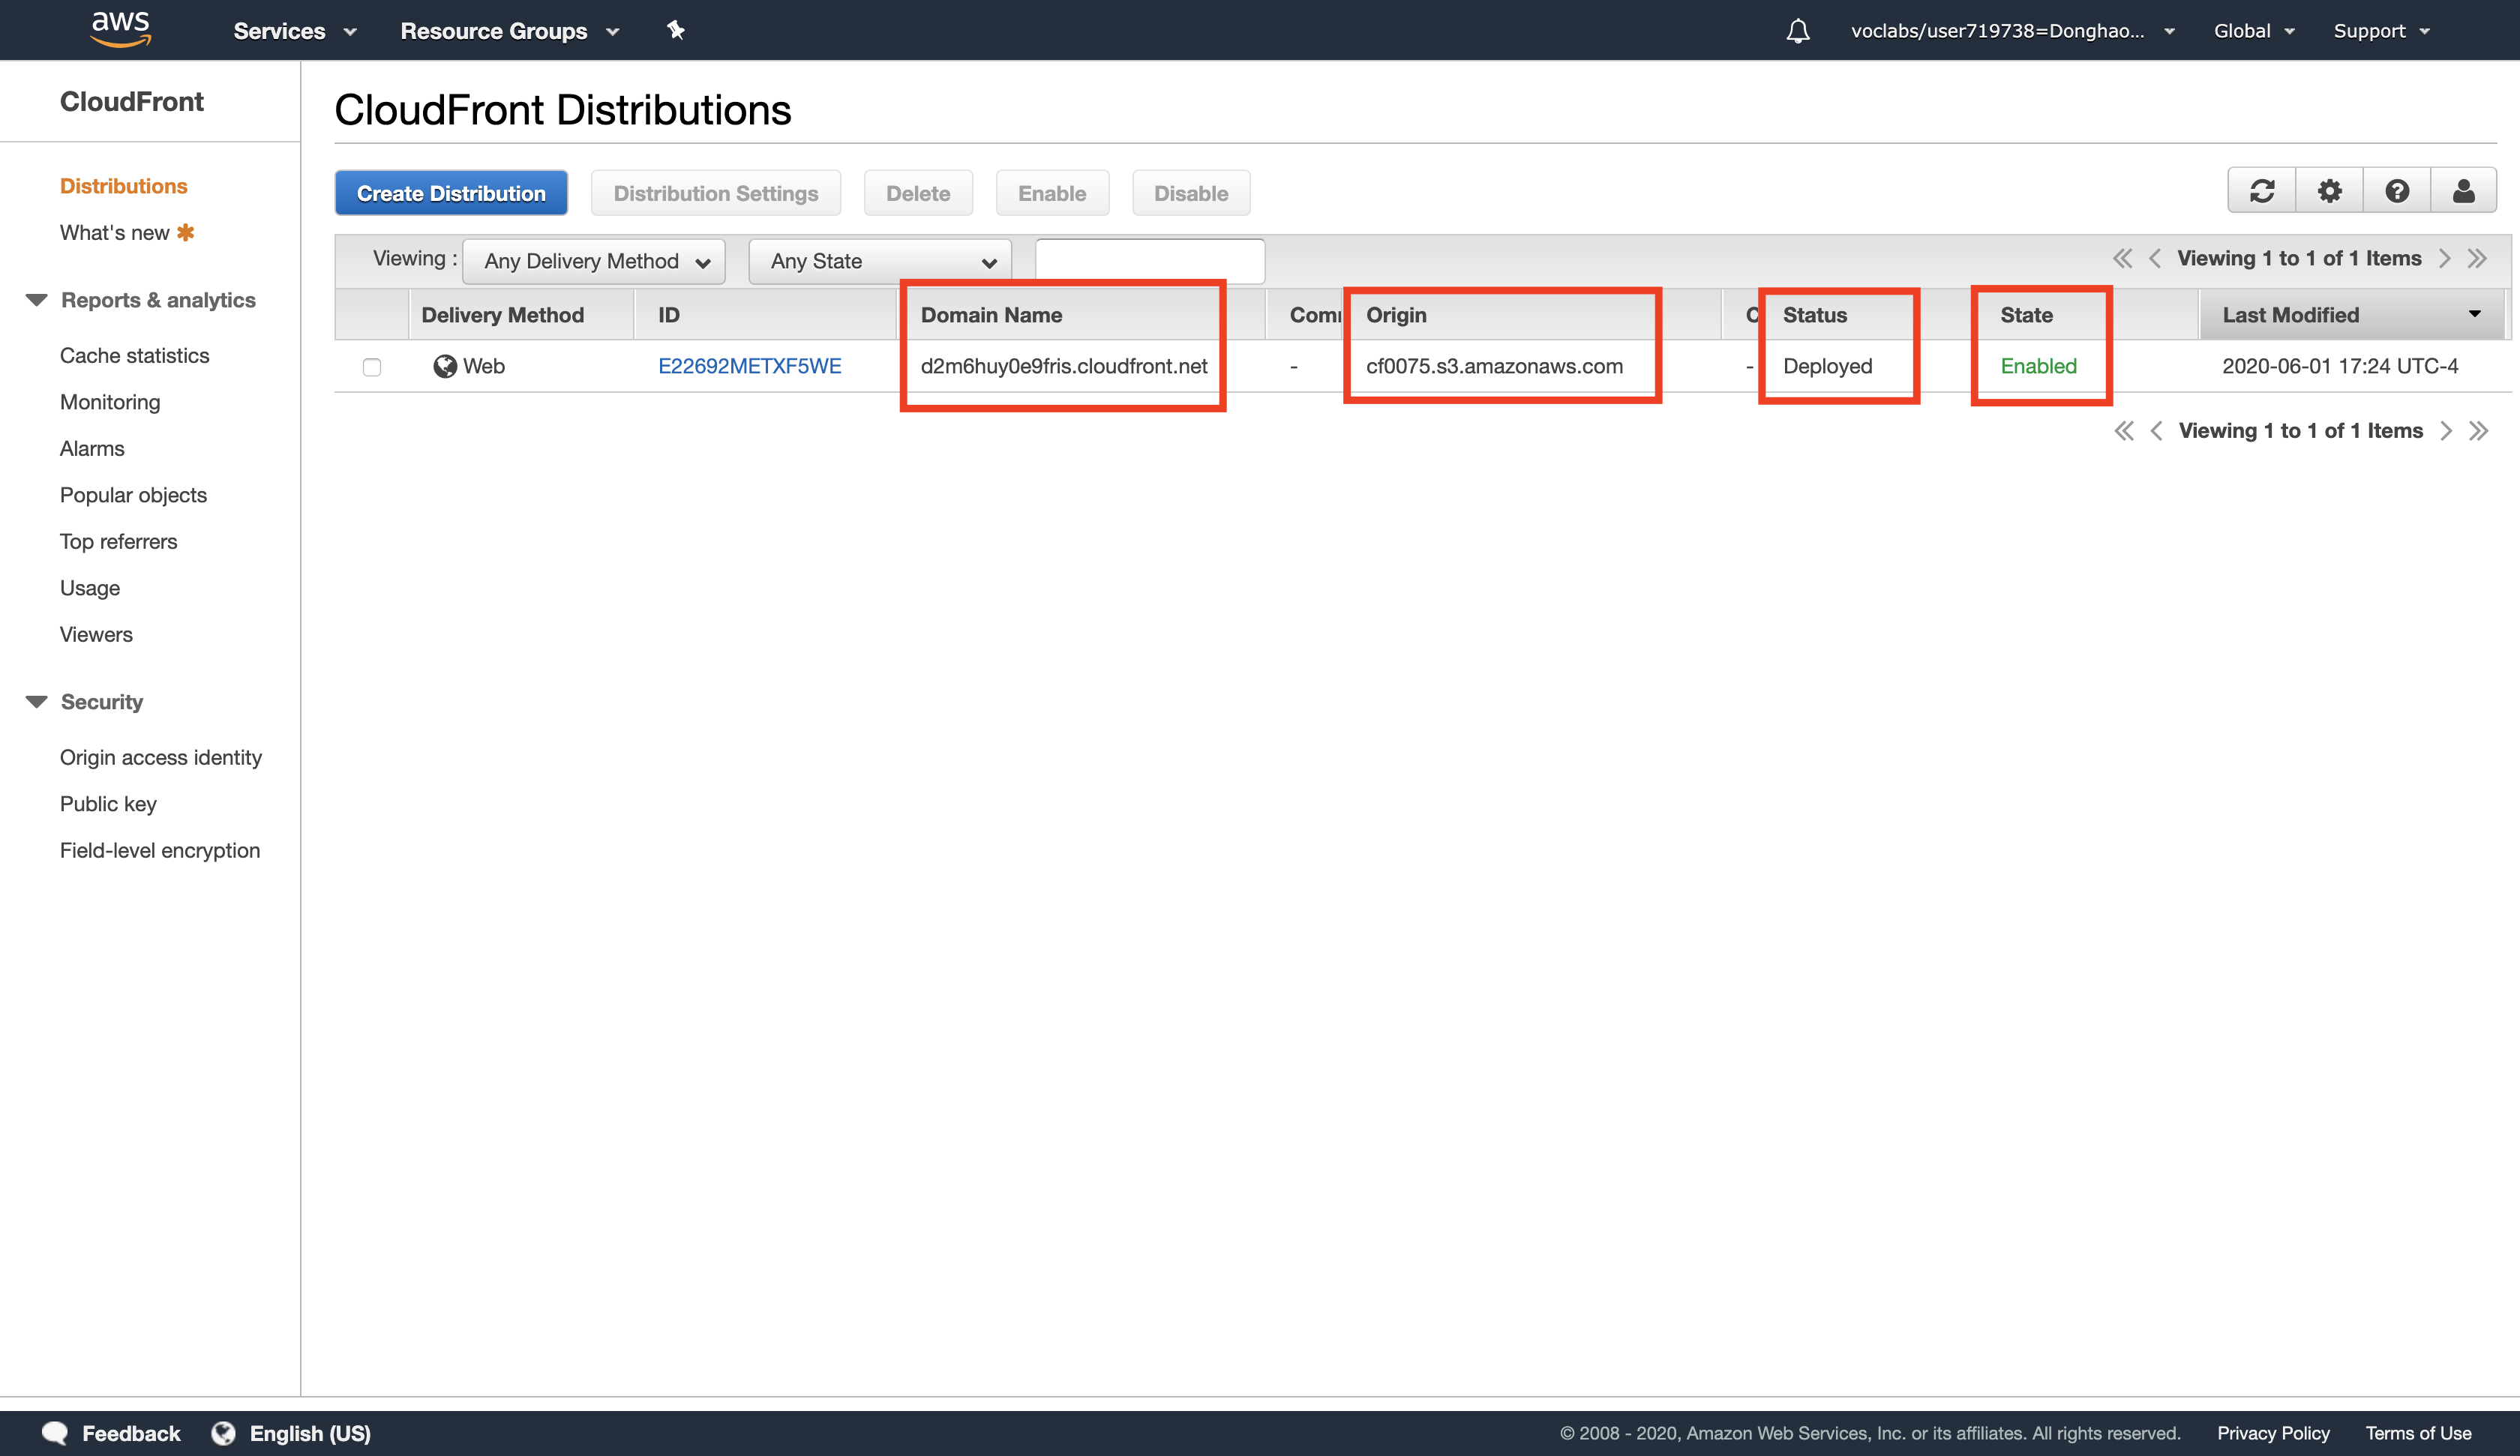 aws Services Resource Groups voclabs/user719738=Donghao... Global Support
CloudFront
Distributions
What's new
Reports & analytics
Cache statistics
Monitoring
Alarms
Popular objects
Top referrers
Usage
Viewers
Security
Origin access identity
Public key
Field-level encryption
CloudFront Distributions
Create Distribution Distribution Settings Delete Enable Disable
Viewing : Any Delivery Method Any State Viewing 1 to 1 of 1 Items
Delivery Method ID Domain Name Origin Status State Last Modified
Web E22692METXF5WE d2m6huy0e9fris.cloudfront.net - cf0075.s3.amazonaws.com - Deployed Enabled 2020-06-01 17:24 UTC-4
Viewing 1 to 1 of 1 Items
Feedback English (US) © 2008 - 2020, Amazon Web Services, Inc. or its affiliates. All rights reserved. Privacy Policy Terms of Use